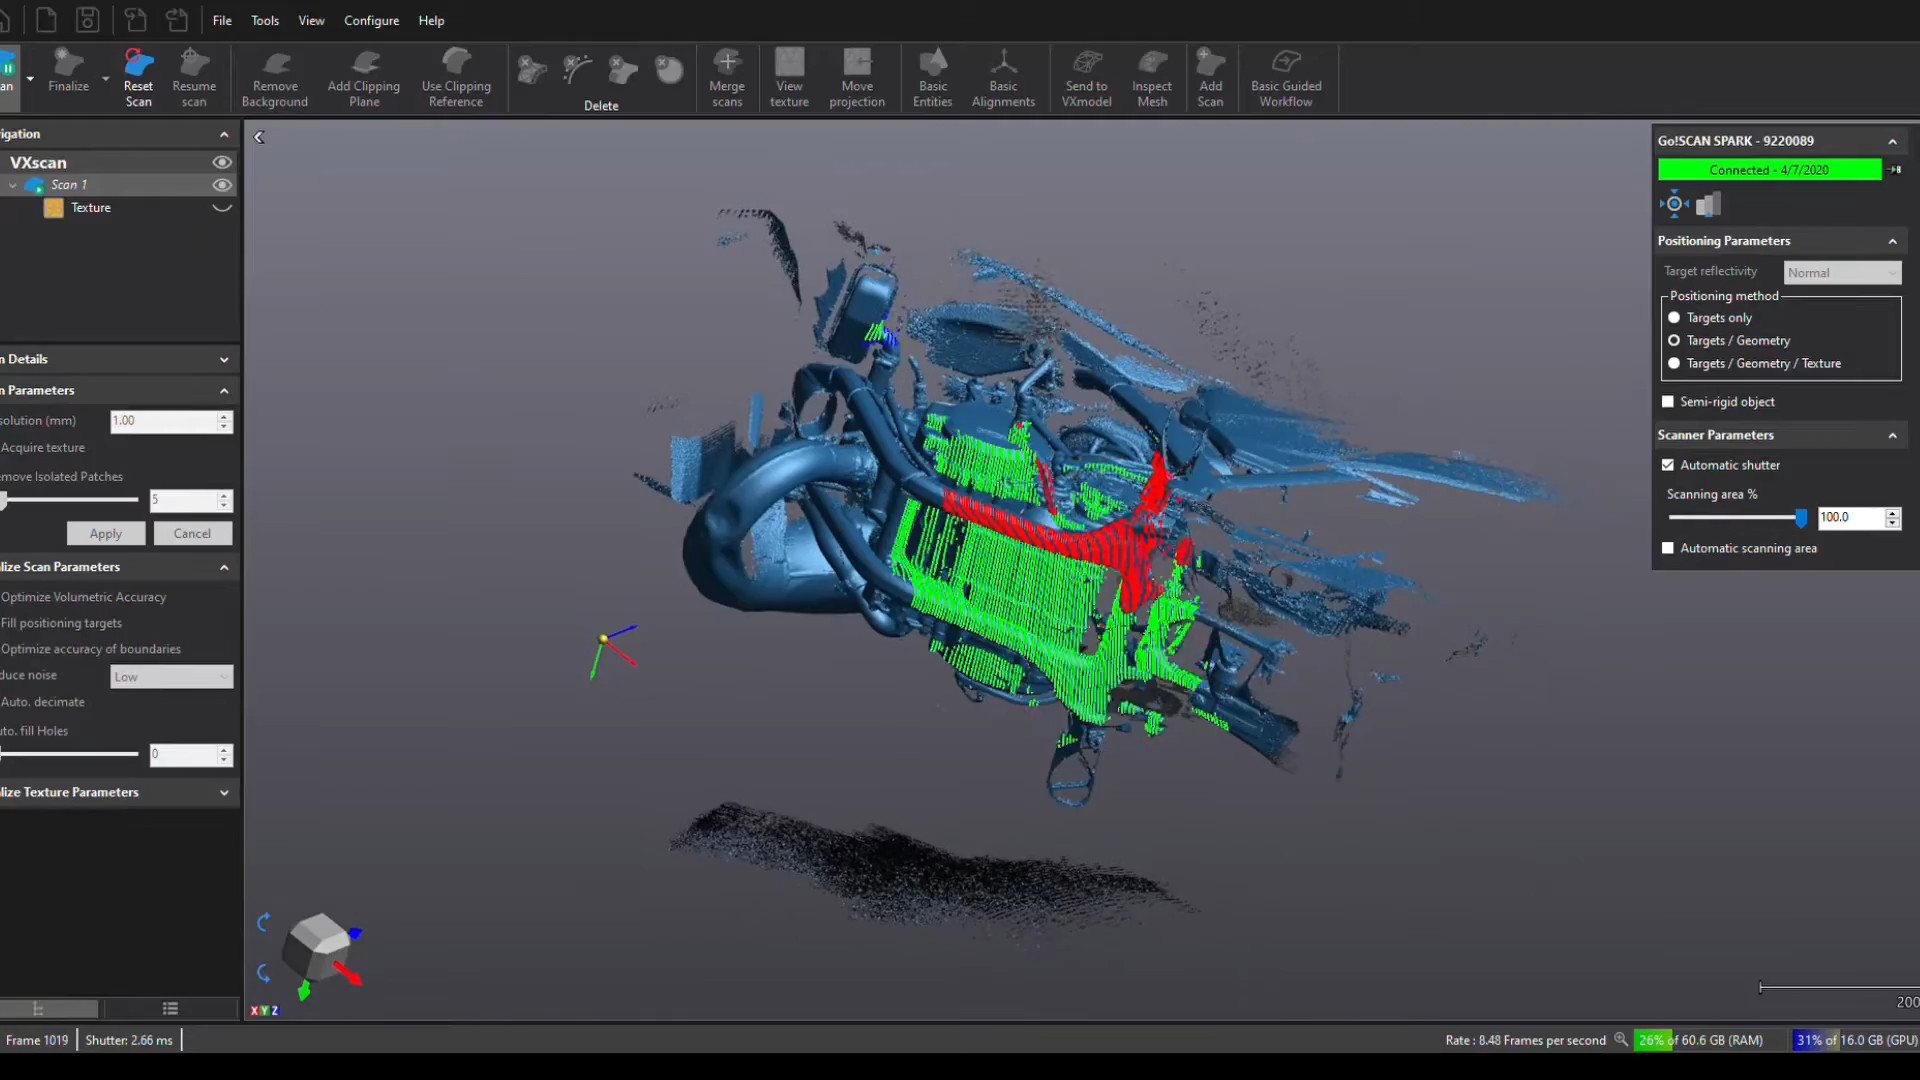 File Tools View Configure Help
an
Finalize
Reset Scan
Resume scan
Remove Background
Add Clipping Plane
Use Clipping Reference
Delete
Merge scans
View texture
Move projection
Basic Entities
Basic Alignments
Send to VXmodel
Inspect Mesh
Add Scan
Basic Guided Workflow
igation
VXscan
Scan 1
Texture
n Details
n Parameters
solution (mm) 1.00
Acquire texture
move Isolated Patches
5
Apply Cancel
lize Scan Parameters
Optimize Volumetric Accuracy
Fill positioning targets
Optimize accuracy of boundaries
duce noise Low
Auto. decimate
uto. fill Holes
0
lize Texture Parameters
X Y Z
Go!SCAN SPARK - 9220089
Connected - 4/7/2020
Positioning Parameters
Target reflectivity Normal
Positioning method
Targets only
Targets / Geometry
Targets / Geometry / Texture
Semi-rigid object
Scanner Parameters
Automatic shutter
Scanning area %
100.0
Automatic scanning area
200
Frame 1019 Shutter: 2.66 ms
Rate : 8.48 Frames per second 26% of 60.6 GB (RAM) 31% of 16.0 GB (GPU)